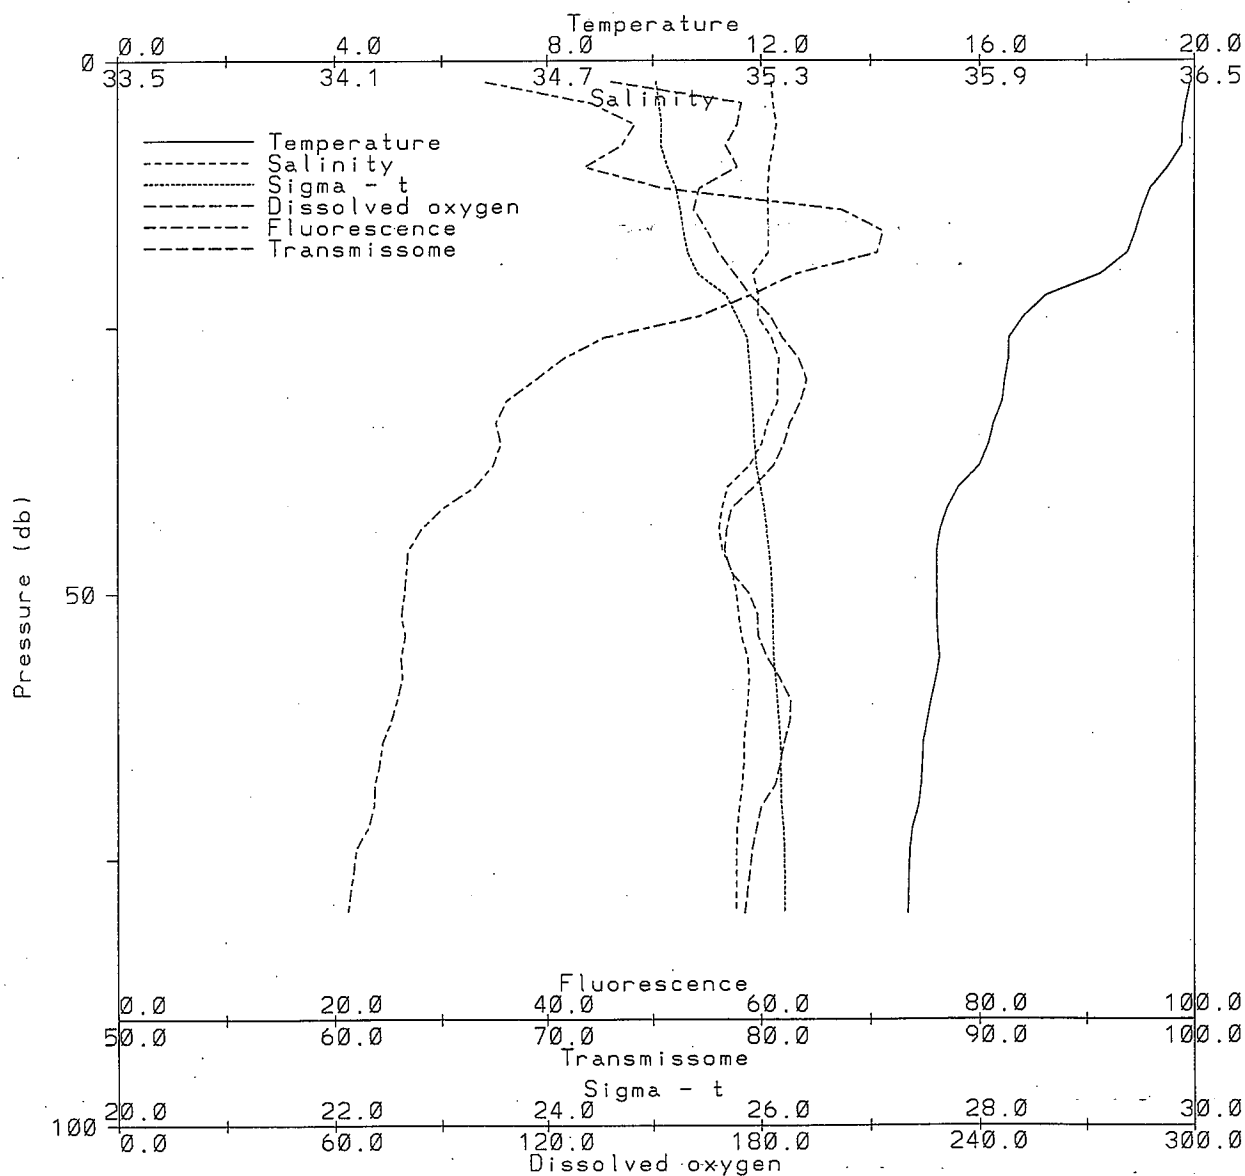 Temperature
0.0 4.0 8.0 12.0 16.0 20.0
0
33.5 34.1 34.7 35.3 35.9 36.5
Salinity
Temperature
Salinity
Sigma - t
Dissolved oxygen
Fluorescence
Transmissome
Pressure (db)
50
Fluorescence
0.0 20.0 40.0 60.0 80.0 100.0
50.0 60.0 70.0 80.0 90.0 100.0
Transmissome
Sigma - t
20.0 22.0 24.0 26.0 28.0 30.0
100
0.0 60.0 120.0 180.0 240.0 300.0
Dissolved oxygen